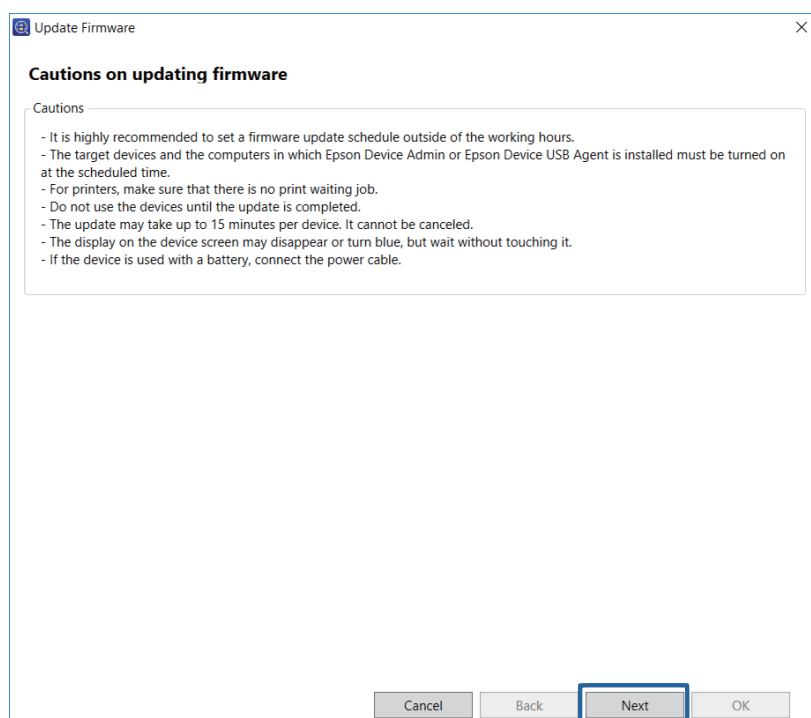 Update Firmware
Cautions on updating firmware
Cautions
- It is highly recommended to set a firmware update schedule outside of the working hours.
- The target devices and the computers in which Epson Device Admin or Epson Device USB Agent is installed must be turned on
at the scheduled time.
- For printers, make sure that there is no print waiting job.
- Do not use the devices until the update is completed.
- The update may take up to 15 minutes per device. It cannot be canceled.
- The display on the device screen may disappear or turn blue, but wait without touching it.
- If the device is used with a battery, connect the power cable.
Cancel Back Next OK